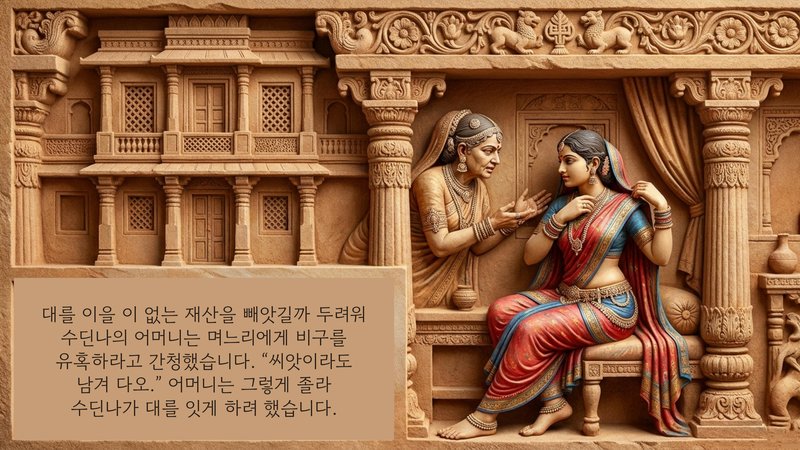 대를 이을 이 없는 재산을 빼앗길까 두려워
수딘나의 어머니는 며느리에게 비구를
유혹하라고 간청했습니다. “씨앗이라도
남겨 다오.” 어머니는 그렇게 졸라
수딘나가 대를 잇게 하려 했습니다.